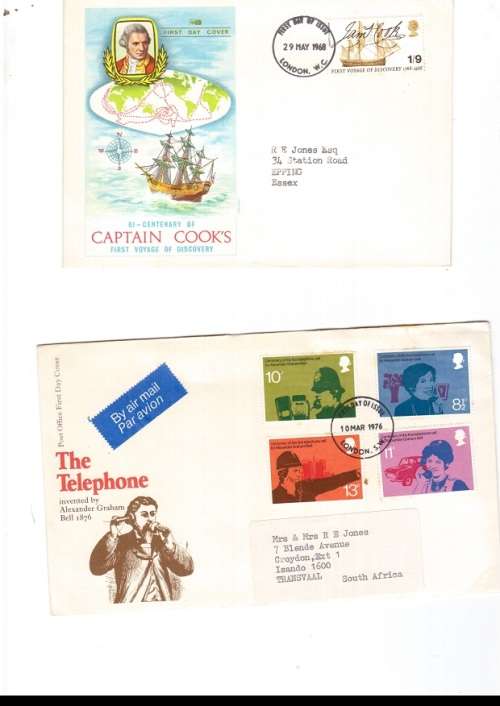 FIRST DAY COVER
FIRST DAY OF ISSUE
29 MAY 1968
LONDON, W.C.
1/9
FIRST VOYAGE OF DISCOVERY 1768-1968
R E Jones Esq
34 Station Road
EPPING
Essex
BI-CENTENARY OF
CAPTAIN COOK'S
FIRST VOYAGE OF DISCOVERY
Post Office First Day Cover
By air mail
Par avion
The
Telephone
invented by
Alexander Graham
Bell 1876
10P
8½P
13P
11P
FIRST DAY OF ISSUE
10 MAR 1976
LONDON,
Mrs & Mrs H E Jones
7 Blende Avenue
Croydon,Ext 1
Isando 1600
TRANSVAAL South Africa